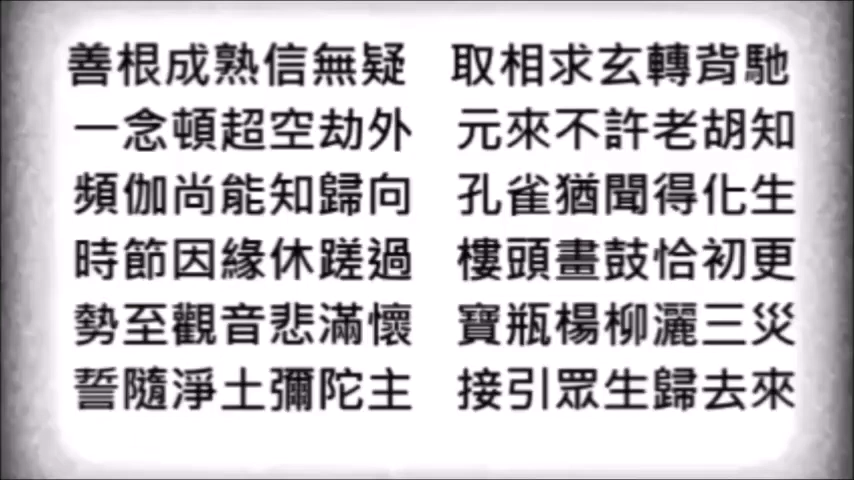 善根成熟信無疑 取相求玄轉背馳
一念頓超空劫外 元來不許老胡知
頻伽尚能知歸向 孔雀猶聞得化生
時節因緣休蹉過 樓頭畫鼓恰初更
勢至觀音悲滿懷 寶瓶楊柳灑三災
誓隨淨土彌陀主 接引眾生歸去來